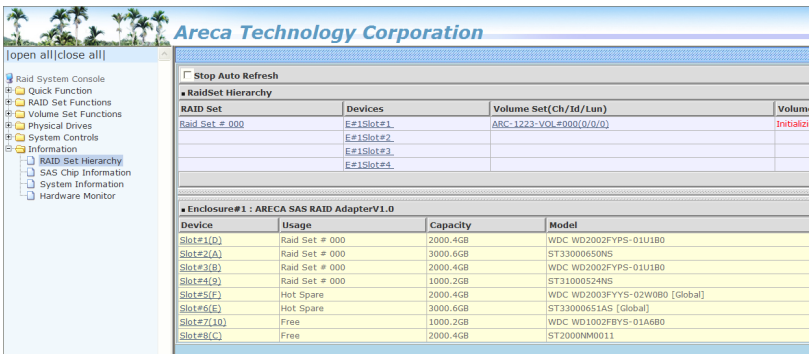 Areca Technology Corporation
|open all|close all|
Raid System Console
Quick Function
RAID Set Functions
Volume Set Functions
Physical Drives
System Controls
Information
RAID Set Hierarchy
SAS Chip Information
System Information
Hardware Monitor
Stop Auto Refresh
RaidSet Hierarchy
RAID Set Devices Volume Set(Ch/Id/Lun) Volume
Raid Set # 000 E#1Slot#1 ARC-1223-VOL#000(0/0/0) Initializi
E#1Slot#2
E#1Slot#3
E#1Slot#4
Enclosure#1 : ARECA SAS RAID AdapterV1.0
Device Usage Capacity Model
Slot#1(D) Raid Set # 000 2000.4GB WDC WD2002FYPS-01U1B0
Slot#2(A) Raid Set # 000 3000.6GB ST33000650NS
Slot#3(B) Raid Set # 000 2000.4GB WDC WD2002FYPS-01U1B0
Slot#4(9) Raid Set # 000 1000.2GB ST31000524NS
Slot#5(F) Hot Spare 2000.4GB WDC WD2003FYYS-02W0B0 [Global]
Slot#6(E) Hot Spare 3000.6GB ST33000651AS [Global]
Slot#7(10) Free 1000.2GB WDC WD1002FBYS-01A6B0
Slot#8(C) Free 2000.4GB ST2000NM0011